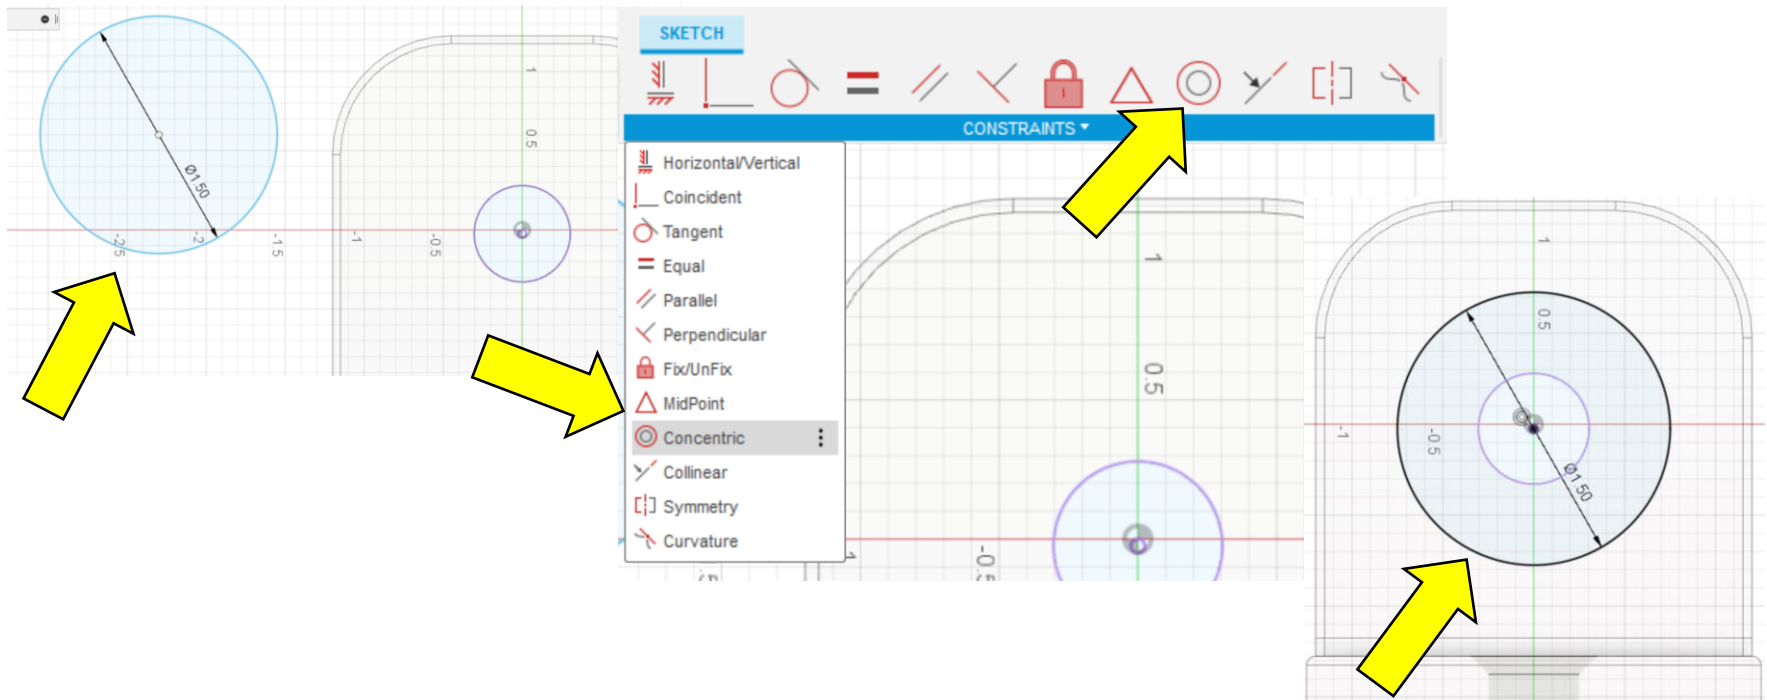 Ø1.50
-2.5
-2
-1.5
-1
-0.5
1
0.5
SKETCH
CONSTRAINTS
Horizontal/Vertical
Coincident
Tangent
Equal
Parallel
Perpendicular
Fix/UnFix
MidPoint
Concentric
Collinear
Symmetry
Curvature
1
0.5
-0.5
1
0.5
-1
-0.5
Ø1.50